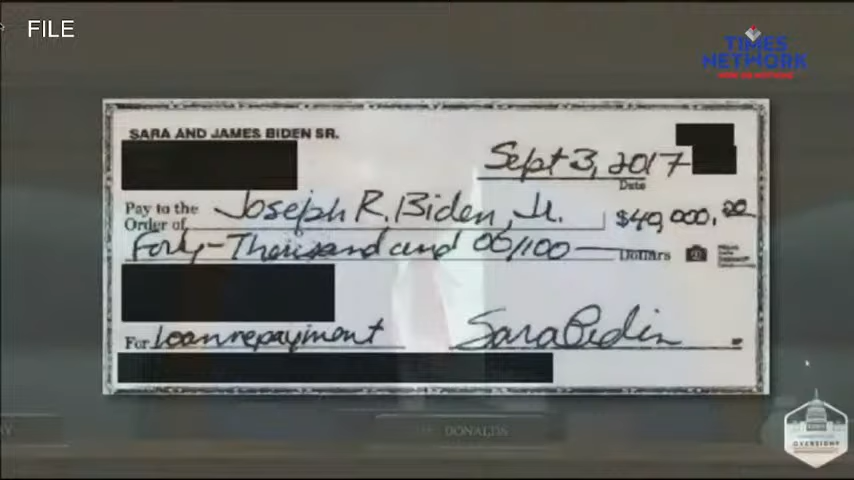 FILE
TIMES
NETWORK
SARA AND JAMES BIDEN SR.
Sept 3, 2017
Date
Pay to the
Order of
Joseph R. Biden, Jr.
$40,000.00
Forty-Thousand and 00/100
Dollars
For loan repayment
Sara Biden
DONALDS
OVERSIGHT